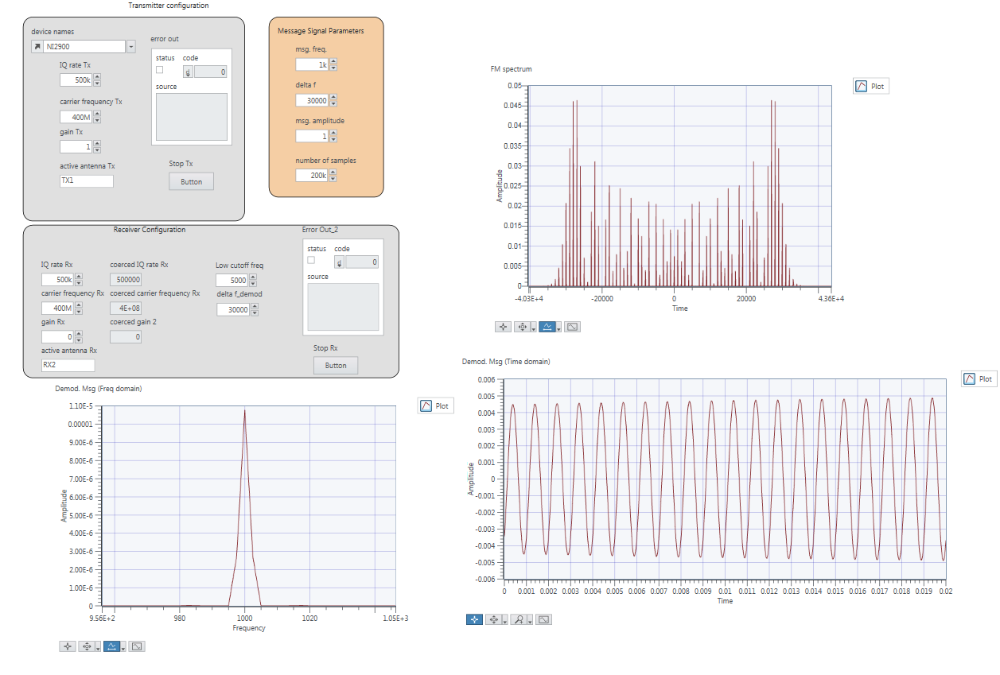 Transmitter configuration
device names
NI2900
IQ rate Tx
500k
carrier frequency Tx
400M
gain Tx
1
active antenna Tx
TX1
error out
status code
d 0
source
Stop Tx
Button
Message Signal Parameters
msg. freq.
1k
delta f
30000
msg. amplitude
1
number of samples
200k
Receiver Configuration
IQ rate Rx
500k
carrier frequency Rx
400M
gain Rx
0
active antenna Rx
RX2
coerced IQ rate Rx
500000
coerced carrier frequency Rx
4E+08
coerced gain 2
0
Low cutoff freq
5000
delta f_demod
30000
Error Out_2
status code
d 0
source
Stop Rx
Button
FM spectrum
Plot
Amplitude
0.05
0.045
0.04
0.035
0.03
0.025
0.02
0.015
0.01
0.005
0
-4.03E+4 -20000 0 20000 4.36E+4
Time
Demod. Msg (Freq domain)
Plot
Amplitude
1.10E-5
0.00001
9.00E-6
8.00E-6
7.00E-6
6.00E-6
5.00E-6
4.00E-6
3.00E-6
2.00E-6
1.00E-6
0
9.56E+2 980 1000 1020 1.05E+3
Frequency
Demod. Msg (Time domain)
Plot
Amplitude
0.006
0.005
0.004
0.003
0.002
0.001
0
-0.001
-0.002
-0.003
-0.004
-0.005
-0.006
0 0.001 0.002 0.003 0.004 0.005 0.006 0.007 0.008 0.009 0.01 0.011 0.012 0.013 0.014 0.015 0.016 0.017 0.018 0.019 0.02
Time